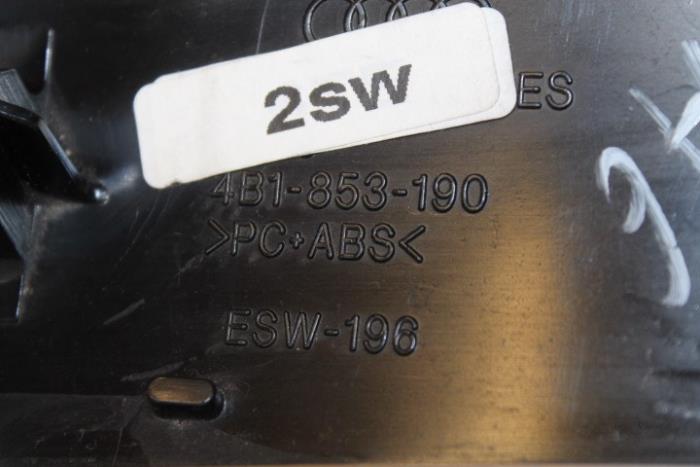 2SW
ES
4B1-853-190
>PC+ABS<
ESW-196